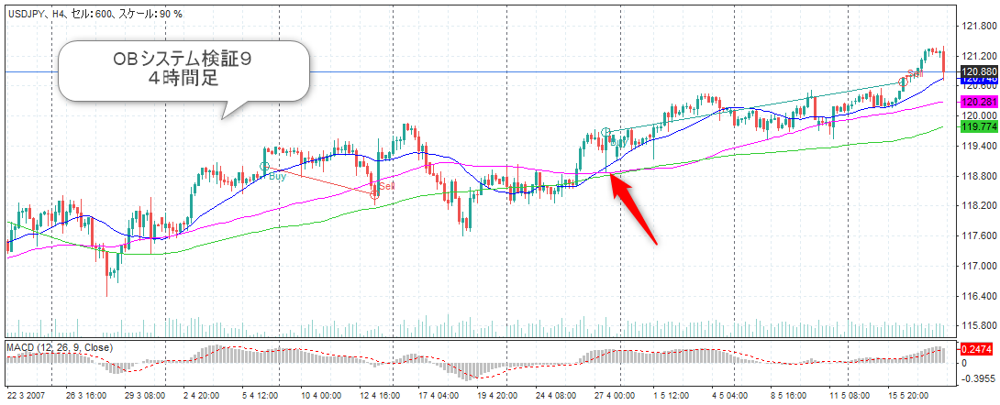 USDJPY、H4、セル: 600、スケール: 90 %
OBシステム検証９
４時間足
121.800
121.200
120.880
120.748
120.600
120.281
120.000
119.774
119.400
118.800
118.200
117.600
117.000
116.400
115.800
Buy
Sell
Buy
Sell
MACD (12, 26, 9, Close)
0.2474
0
-0.3955
22 3 2007
26 3 16:00
29 3 08:00
2 4 20:00
5 4 12:00
10 4 00:00
12 4 16:00
17 4 04:00
19 4 20:00
24 4 08:00
27 4 00:00
1 5 12:00
4 5 04:00
8 5 16:00
11 5 08:00
15 5 20:00